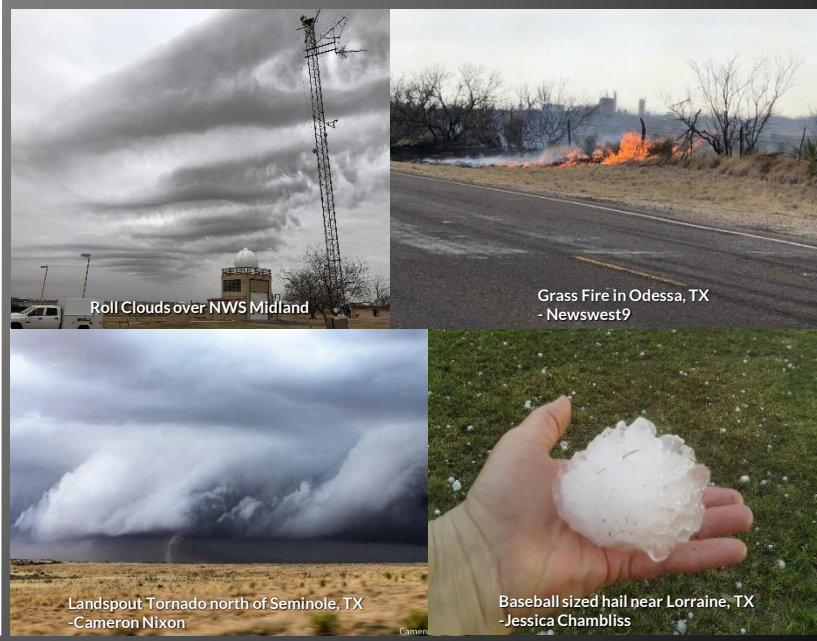 Roll Clouds over NWS Midland
Grass Fire in Odessa, TX
- Newswest9
Landspout Tornado north of Seminole, TX
-Cameron Nixon
Camer
Baseball sized hail near Lorraine, TX
-Jessica Chambliss